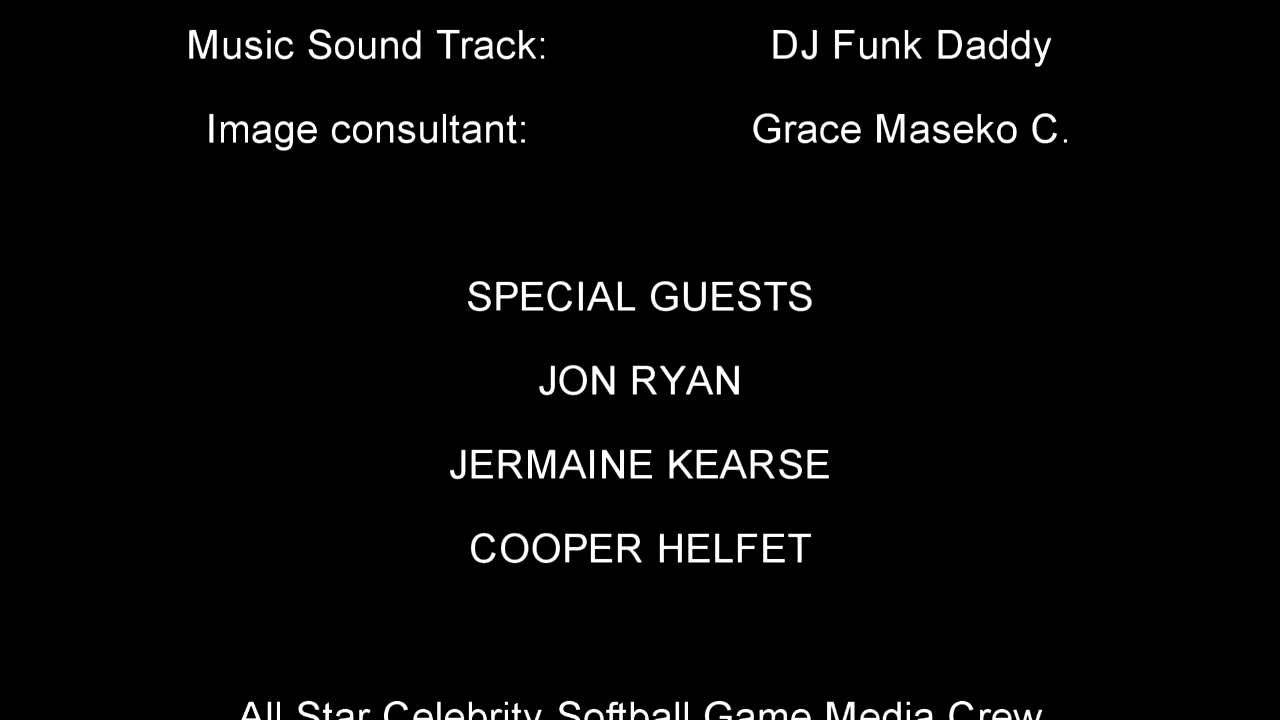 Music Sound Track: DJ Funk Daddy
Image consultant: Grace Maseko C.
SPECIAL GUESTS
JON RYAN
JERMAINE KEARSE
COOPER HELFET
All Star Celebrity Softball Game Media Crew